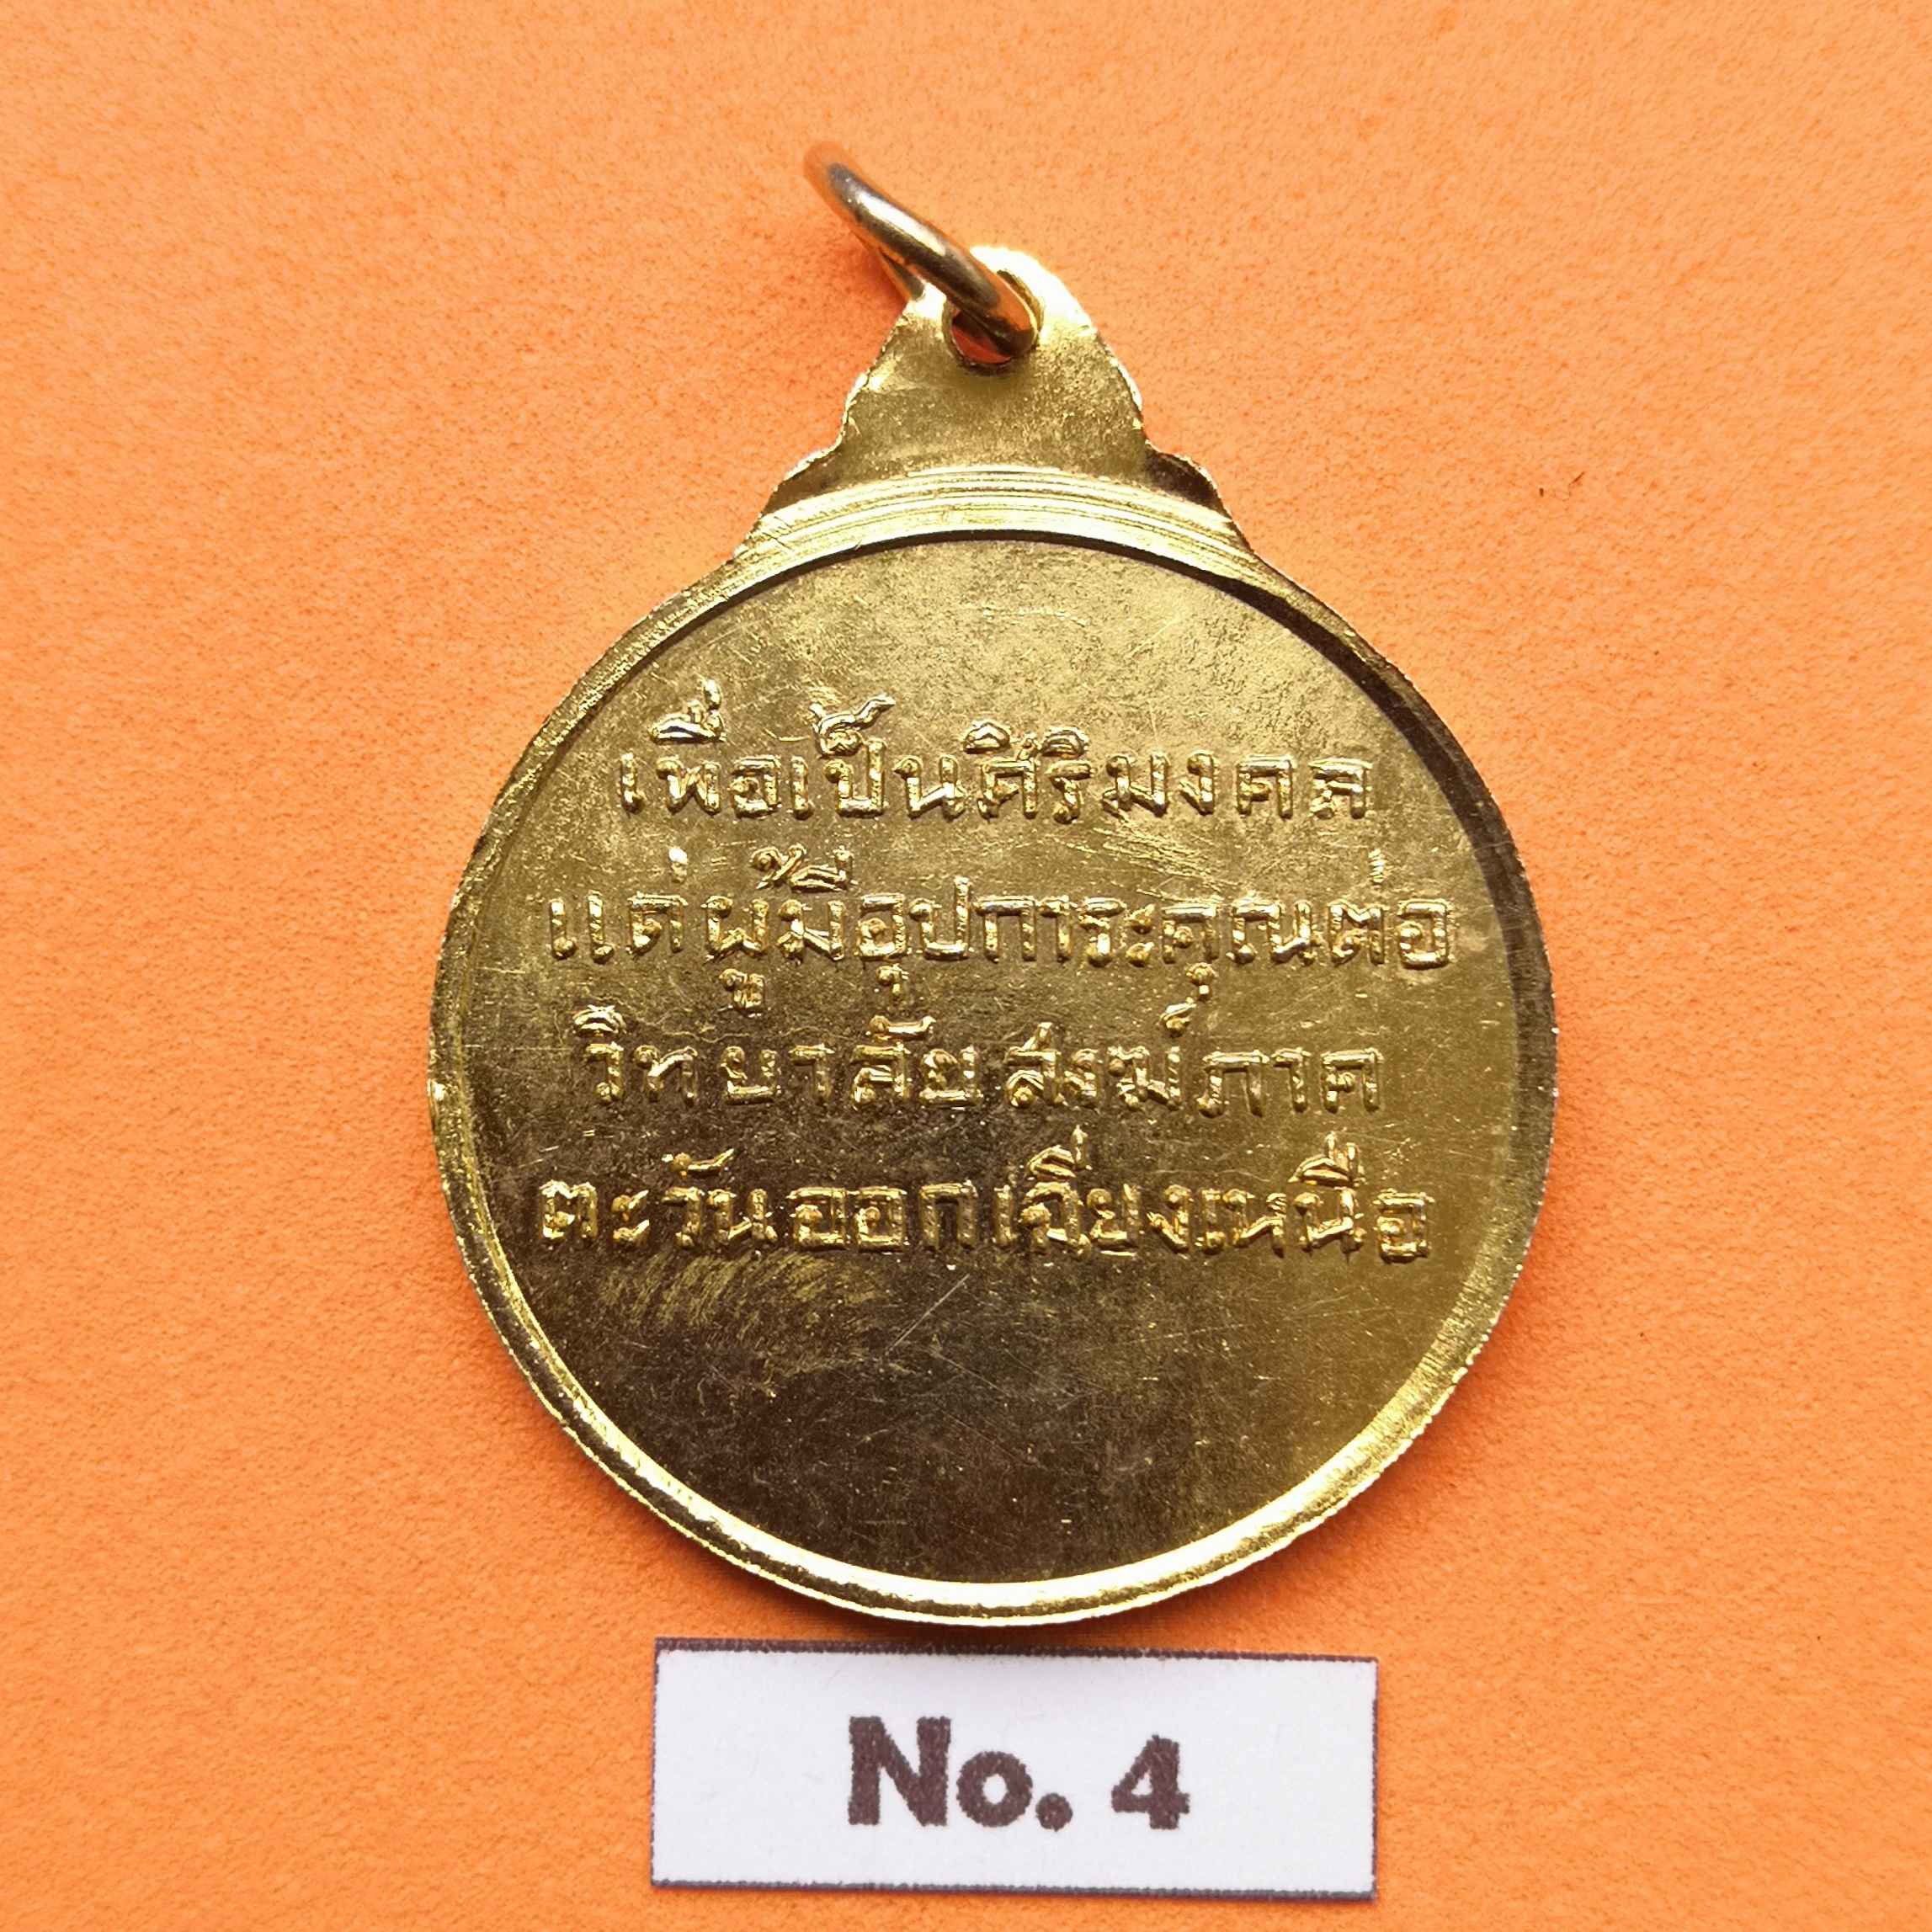 เพื่อเป็นศิริมงคล
แด่ผู้มีอุปการะคุณต่อ
วิทยาลัยสงฆ์ภาค
ตะวันออกเฉียงเหนือ
No. 4